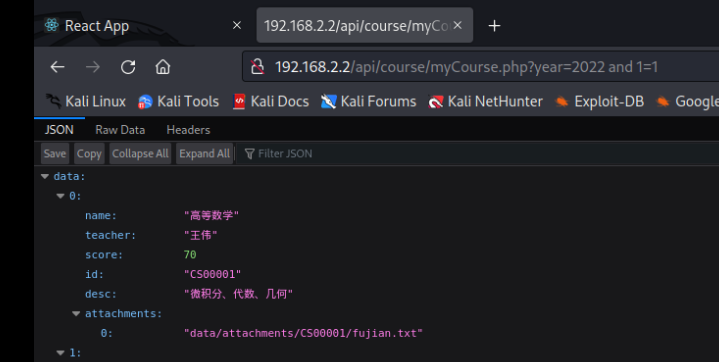 React App × 192.168.2.2/api/course/myCo × +
192.168.2.2/api/course/myCourse.php?year=2022 and 1=1
Kali Linux Kali Tools Kali Docs Kali Forums Kali NetHunter Exploit-DB Google
JSON Raw Data Headers
Save Copy Collapse All Expand All Filter JSON
data:
0:
name: "高等数学"
teacher: "王伟"
score: 70
id: "CS00001"
desc: "微积分、代数、几何"
attachments:
0: "data/attachments/CS00001/fujian.txt"
1: